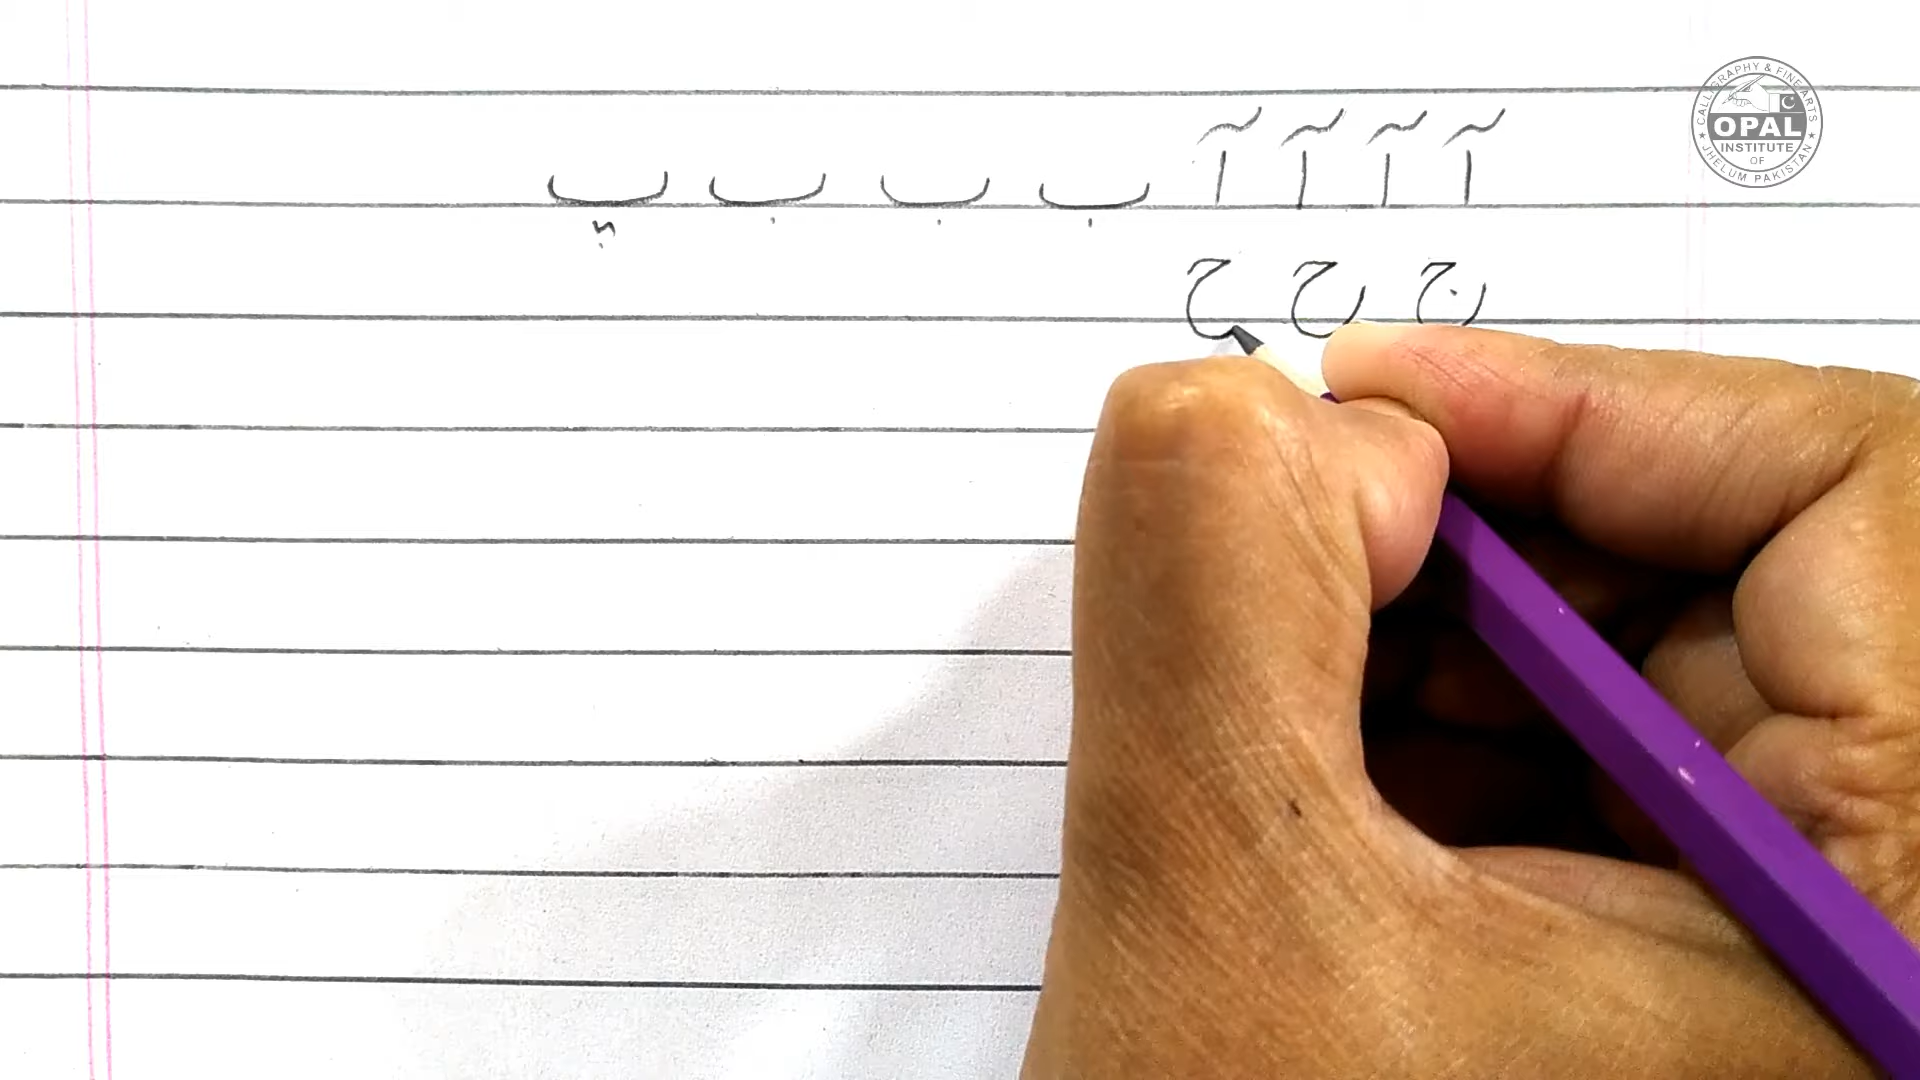 آ آ آ آ ب ب ب پ
ج ح ح
CALLIGRAPHY & FINE ARTS
OPAL
INSTITUTE
OF
JHELUM PAKISTAN